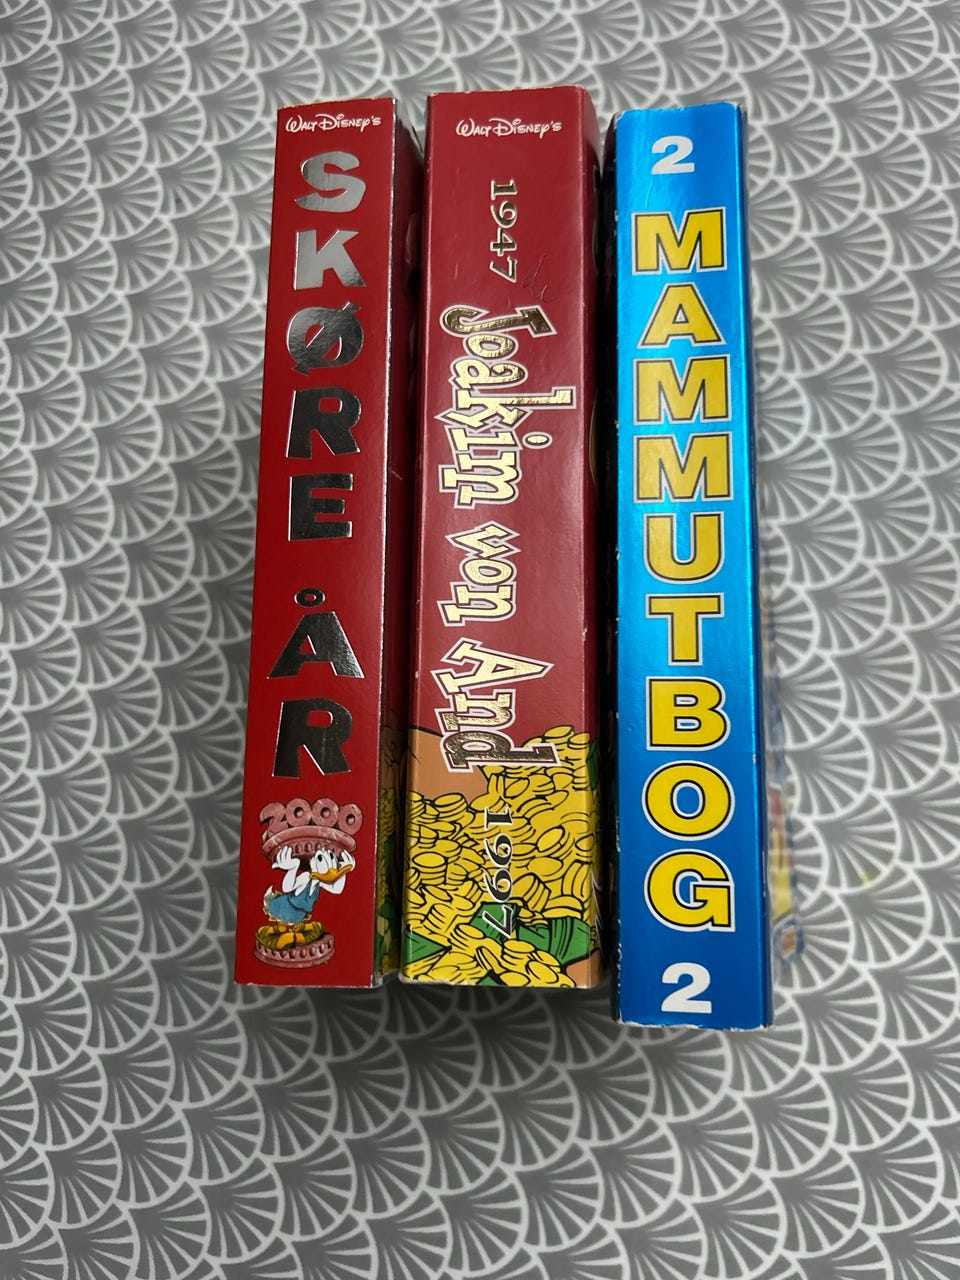 WALT DISNEY'S
SKØRE ÅR
2000
WALT DISNEY'S
1947 Joakim von And 1997
2 MAMMUTBOG 2